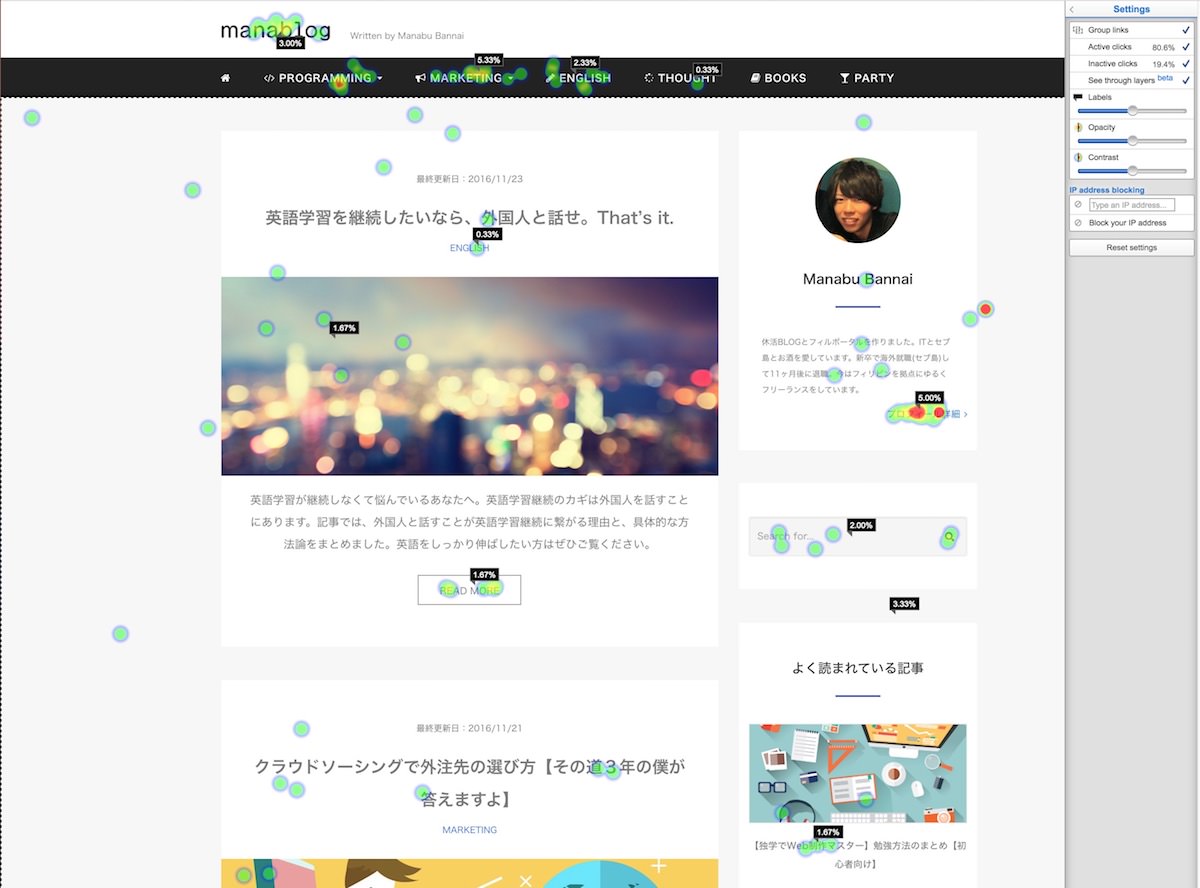 manablog
Written by Manabu Bannai
3.00%
5.33%
2.33%
0.33%
PROGRAMMING
MARKETING
ENGLISH
THOUGHT
BOOKS
PARTY
最終更新日：2016/11/23
英語学習を継続したいなら、外国人と話せ。That's it.
0.33%
ENGLISH
1.67%
英語学習が継続しなくて悩んでいるあなたへ。英語学習継続のカギは外国人を話すこと
にあります。記事では、外国人と話すことが英語学習継続に繋がる理由と、具体的な方
法論をまとめました。英語をしっかり伸ばしたい方はぜひご覧ください。
1.67%
READ MORE
最終更新日：2016/11/21
クラウドソーシングで外注先の選び方【その道３年の僕が
答えますよ】
MARKETING
Manabu Bannai
休活BLOGとフィルポータルを作りました。ITとセブ
島とお酒を愛しています。新卒で海外就職(セブ島)し
て11ヶ月後に退職。今はフィリピンを拠点にゆるく
フリーランスをしています。
5.00%
プロフィール詳細 ›
2.00%
Search for...
3.33%
よく読まれている記事
1.67%
【独学でWeb制作マスター】勉強方法のまとめ【初
心者向け】
Settings
Group links
Active clicks 80.6%
Inactive clicks 19.4%
See through layers beta
Labels
Opacity
Contrast
IP address blocking
Type an IP address...
Block your IP address
Reset settings